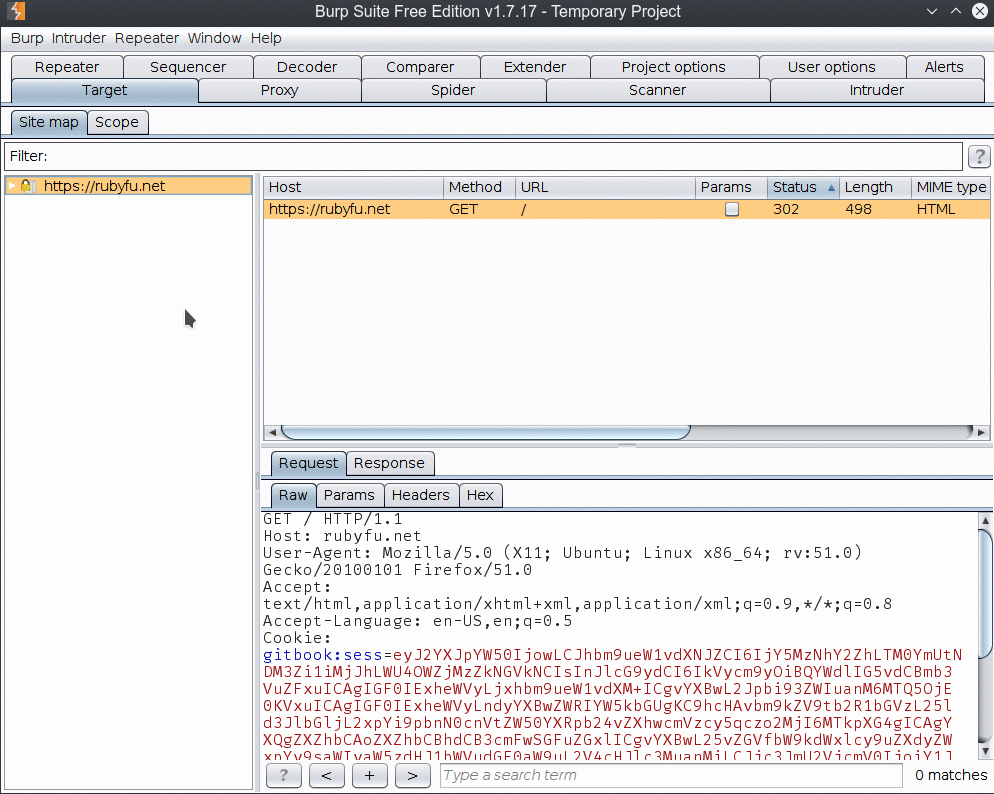 Burp Suite Free Edition v1.7.17 - Temporary Project
Burp Intruder Repeater Window Help
Repeater Sequencer Decoder Comparer Extender Project options User options Alerts
Target Proxy Spider Scanner Intruder
Site map Scope
Filter:
?
https://rubyfu.net
Host Method URL Params Status Length MIME type
https://rubyfu.net GET / 302 498 HTML
Request Response
Raw Params Headers Hex
GET / HTTP/1.1
Host: rubyfu.net
User-Agent: Mozilla/5.0 (X11; Ubuntu; Linux x86_64; rv:51.0)
Gecko/20100101 Firefox/51.0
Accept:
text/html,application/xhtml+xml,application/xml;q=0.9,*/*;q=0.8
Accept-Language: en-US,en;q=0.5
Cookie:
? < + > Type a search term 0 matches